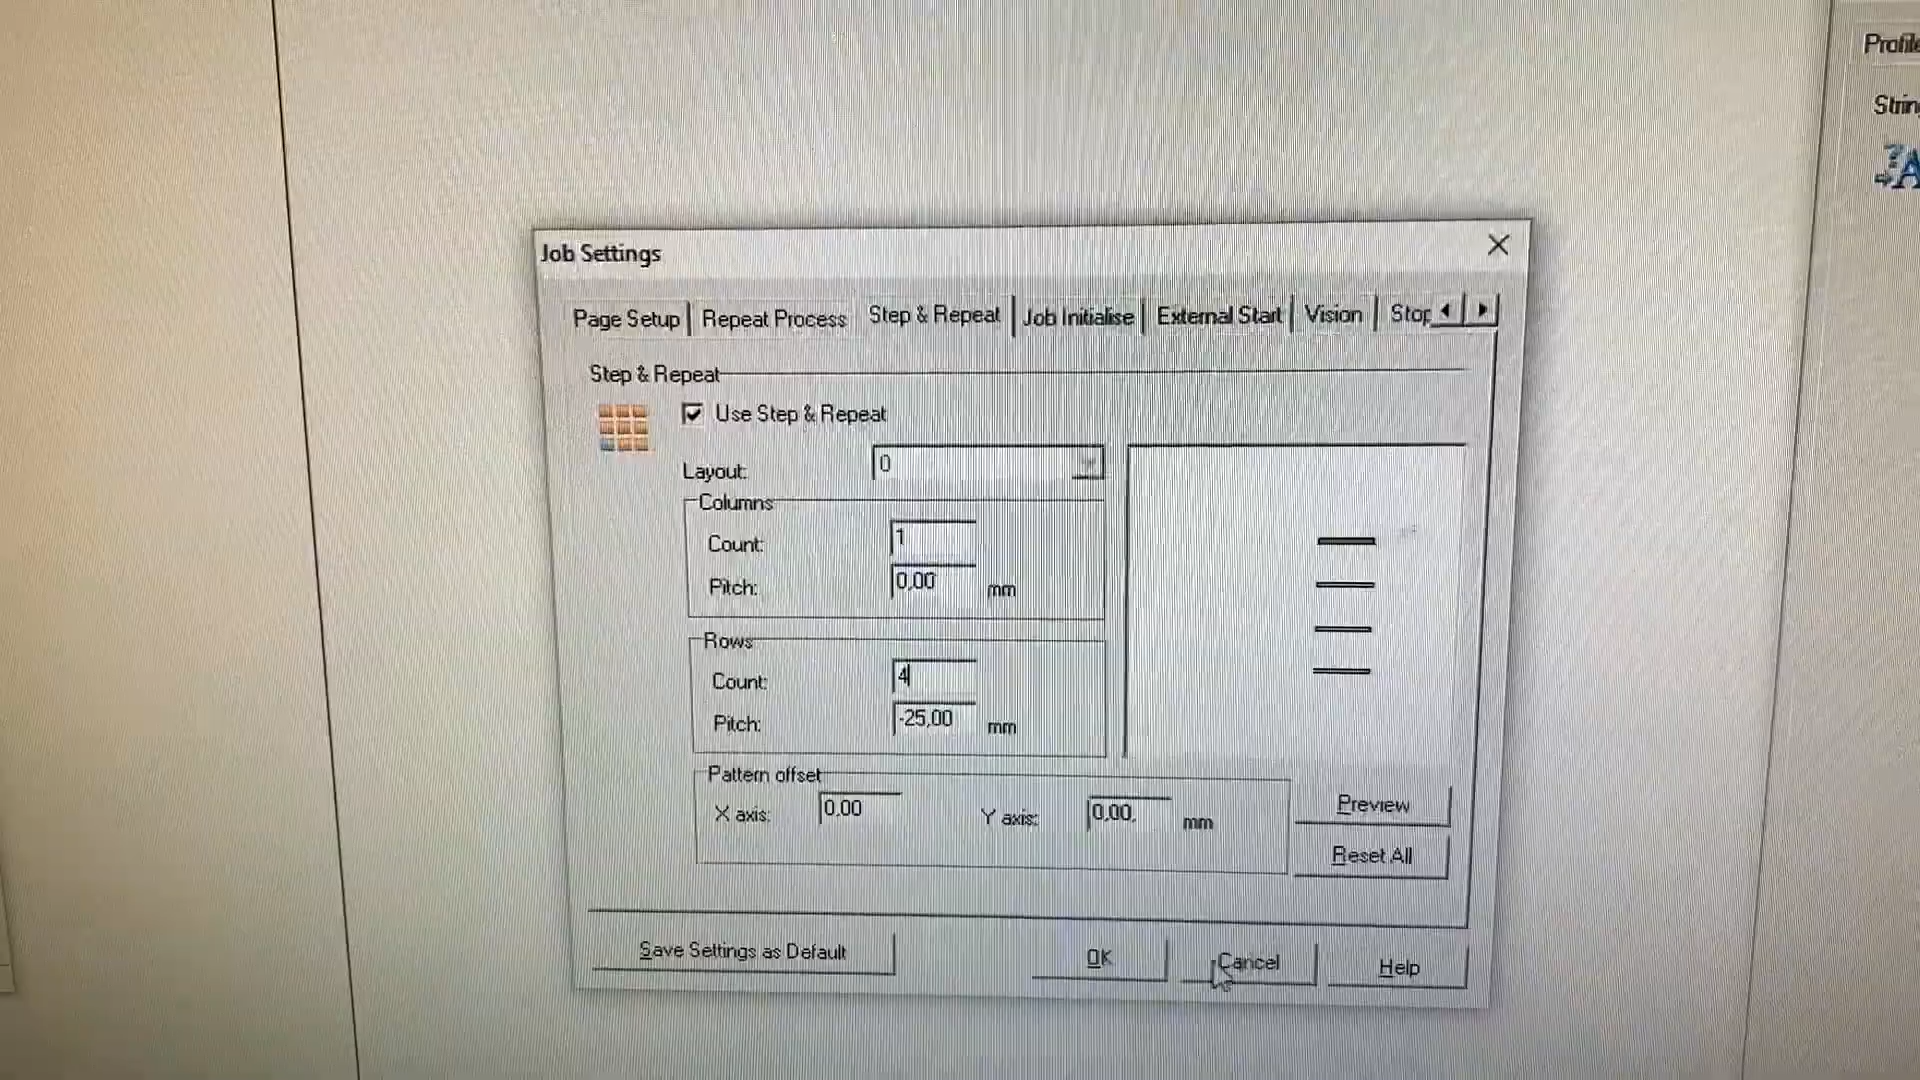 Profile
String
Job Settings
Page Setup
Repeat Process
Step & Repeat
Job Initialise
External Start
Vision
Stop
Step & Repeat
Use Step & Repeat
Layout: 0
Columns
Count: 1
Pitch: 0,00 mm
Rows
Count: 4
Pitch: -25,00 mm
Pattern offset
X axis: 0,00 Y axis: 0,00 mm
Preview
Reset All
Save Settings as Default
OK
Cancel
Help